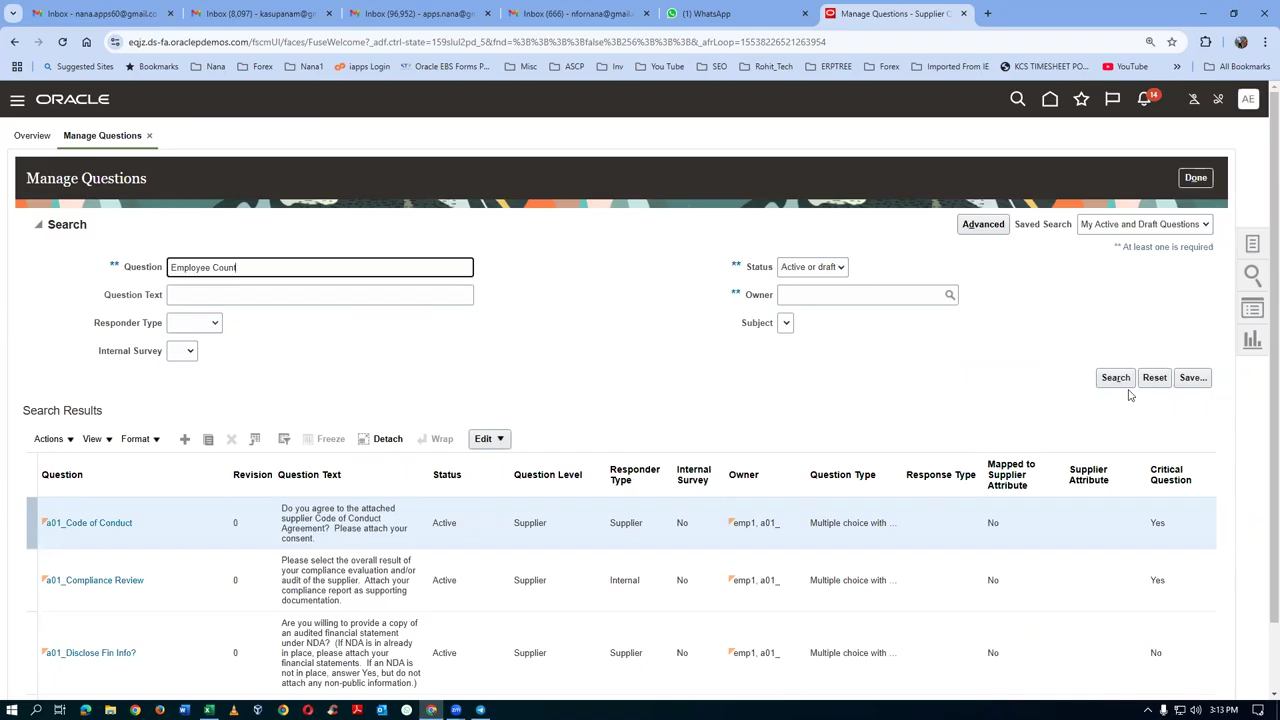 Inbox - nana.apps60@gmail.co
Inbox (8,097) - kasupanam@
Inbox (96,952) - apps.nana@g
Inbox (666) - nfornana@gmail.
(1) WhatsApp
Manage Questions - Supplier Q
eqjz.ds-fa.oraclepdemos.com/fscmUI/faces/FuseWelcome?_adf.ctrl-state=159slul2pd_5&fnd=%3B%3B%3B%3Bfalse%3B256%3B%3B%3B&_afrLoop=15538226521263954
Suggested Sites
Bookmarks
Nana
Forex
Nana1
iapps Login
Oracle EBS Forms P...
Misc
ASCP
Inv
You Tube
SEO
Rohit_Tech
ERPTREE
Forex
Imported From IE
KCS TIMESHEET PO...
YouTube
All Bookmarks
ORACLE
14
AE
Overview
Manage Questions
Manage Questions
Done
Search
Advanced
Saved Search
My Active and Draft Questions
** At least one is required
** Question
Employee Count
** Status
Active or draft
Question Text
** Owner
Responder Type
Subject
Internal Survey
Search
Reset
Save...
Search Results
Actions
View
Format
Freeze
Detach
Wrap
Edit
Question
Revision
Question Text
Status
Question Level
Responder Type
Internal Survey
Owner
Question Type
Response Type
Mapped to Supplier Attribute
Supplier Attribute
Critical Question
a01_Code of Conduct
0
Do you agree to the attached
supplier Code of Conduct
Agreement? Please attach your
consent.
Active
Supplier
Supplier
No
emp1, a01_
Multiple choice with ...
No
Yes
a01_Compliance Review
0
Please select the overall result of
your compliance evaluation and/or
audit of the supplier. Attach your
compliance report as supporting
documentation.
Active
Supplier
Internal
No
emp1, a01_
Multiple choice with ...
No
Yes
a01_Disclose Fin Info?
0
Are you willing to provide a copy of
an audited financial statement
under NDA? (If NDA is in already
in place, please attach your
financial statements. If an NDA is
not in place, answer Yes, but do not
attach any non-public information.)
Active
Supplier
Supplier
No
emp1, a01_
Multiple choice with ...
No
No
3:13 PM